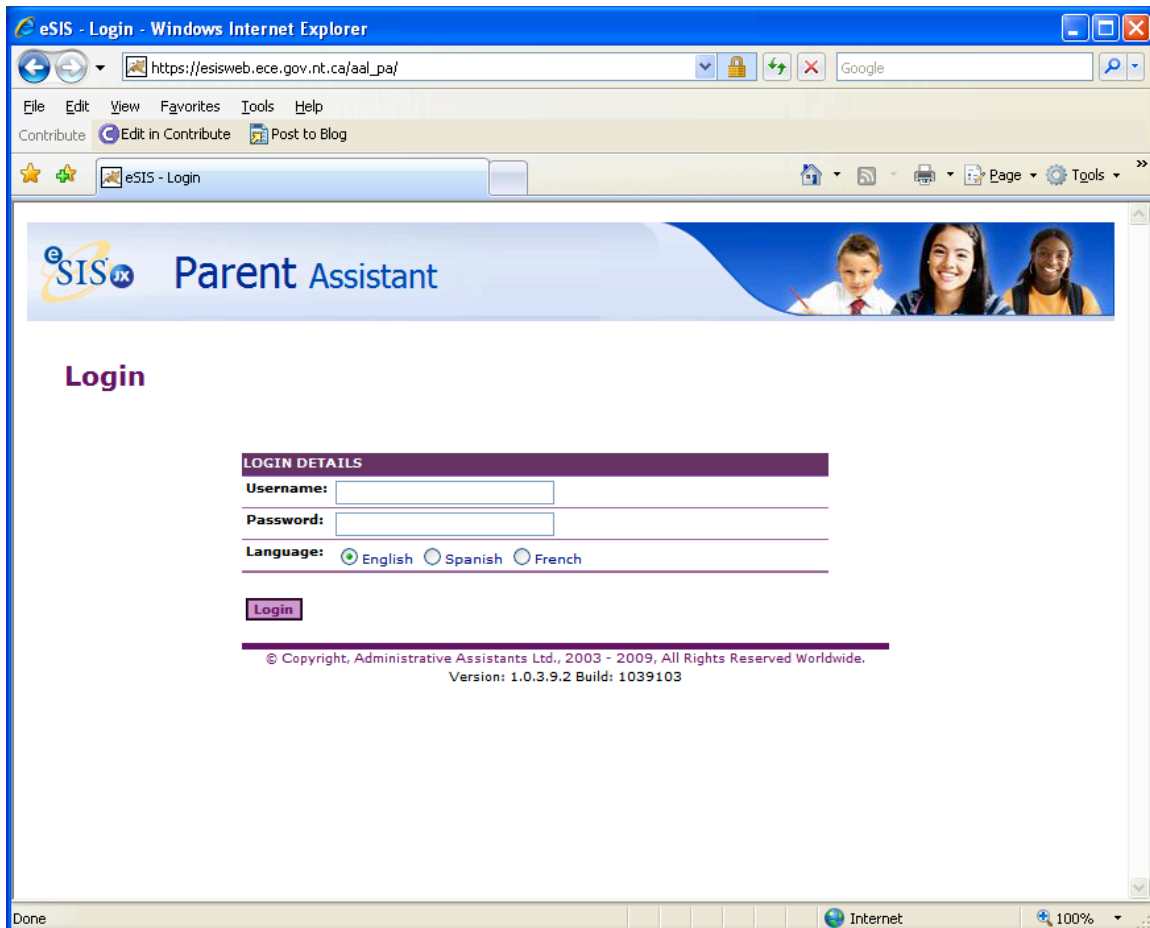 eSIS - Login - Windows Internet Explorer
https://esisweb.ece.gov.nt.ca/aal_pa/
Google
File Edit View Favorites Tools Help
Contribute Edit in Contribute Post to Blog
eSIS - Login
Page Tools
eSIS JX Parent Assistant
Login
LOGIN DETAILS
Username:
Password:
Language: English Spanish French
Login
© Copyright, Administrative Assistants Ltd., 2003 - 2009, All Rights Reserved Worldwide.
Version: 1.0.3.9.2 Build: 1039103
Done Internet 100%